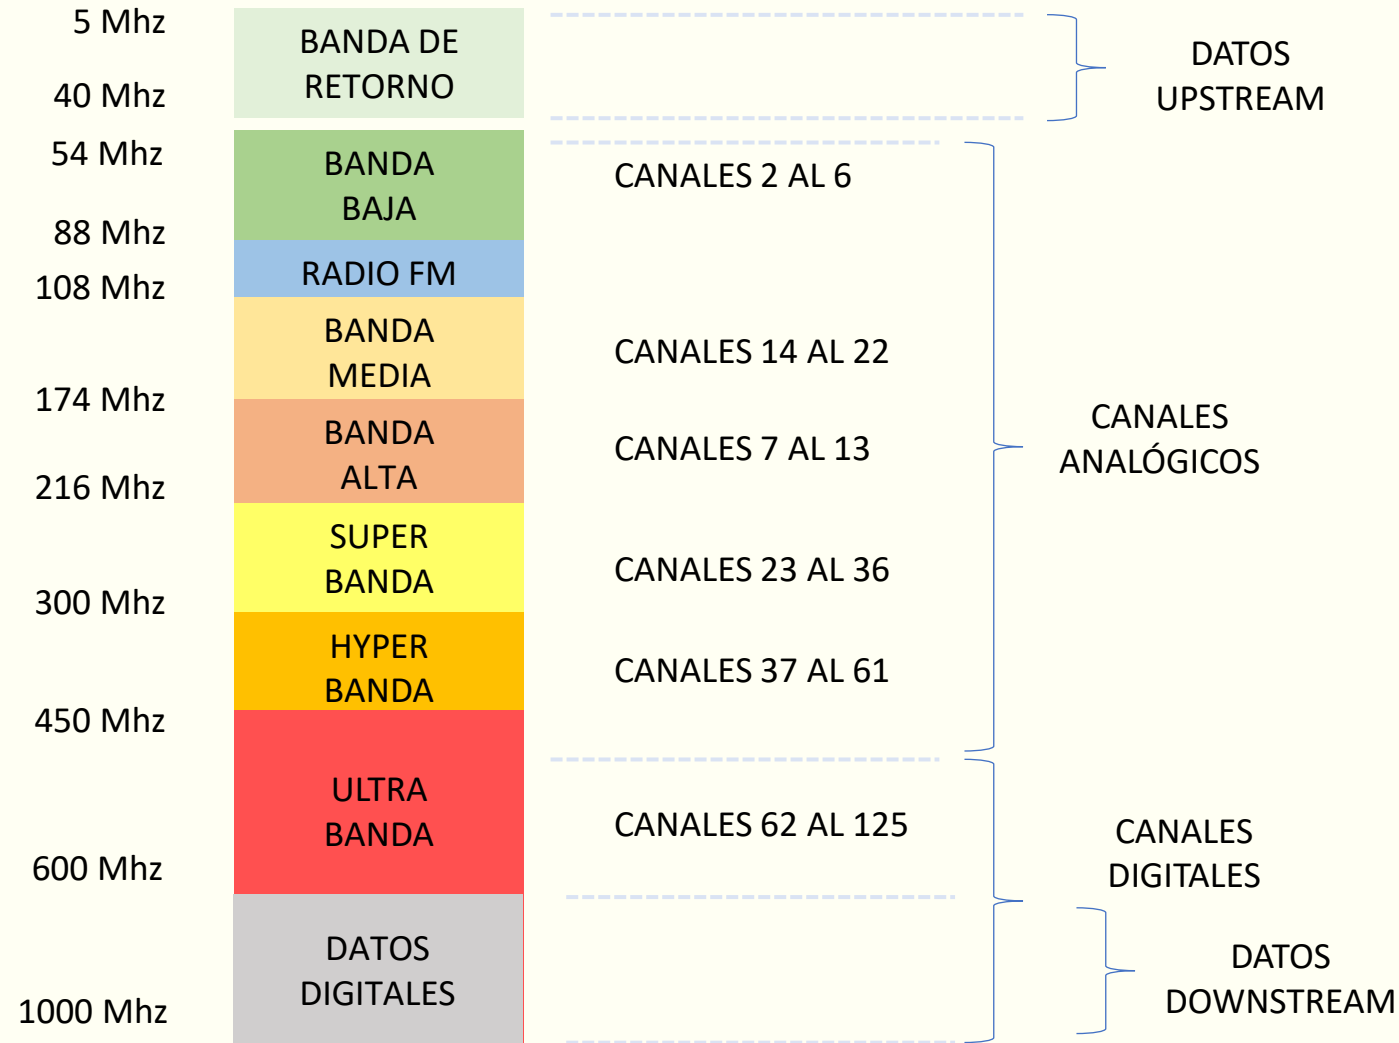 5 Mhz
BANDA DE
RETORNO
40 Mhz
DATOS
UPSTREAM
54 Mhz
BANDA
BAJA
CANALES 2 AL 6
88 Mhz
RADIO FM
108 Mhz
BANDA
MEDIA
CANALES 14 AL 22
174 Mhz
BANDA
ALTA
CANALES 7 AL 13
CANALES
ANALÓGICOS
216 Mhz
SUPER
BANDA
CANALES 23 AL 36
300 Mhz
HYPER
BANDA
CANALES 37 AL 61
450 Mhz
ULTRA
BANDA
CANALES 62 AL 125
CANALES
DIGITALES
600 Mhz
DATOS
DIGITALES
DATOS
DOWNSTREAM
1000 Mhz